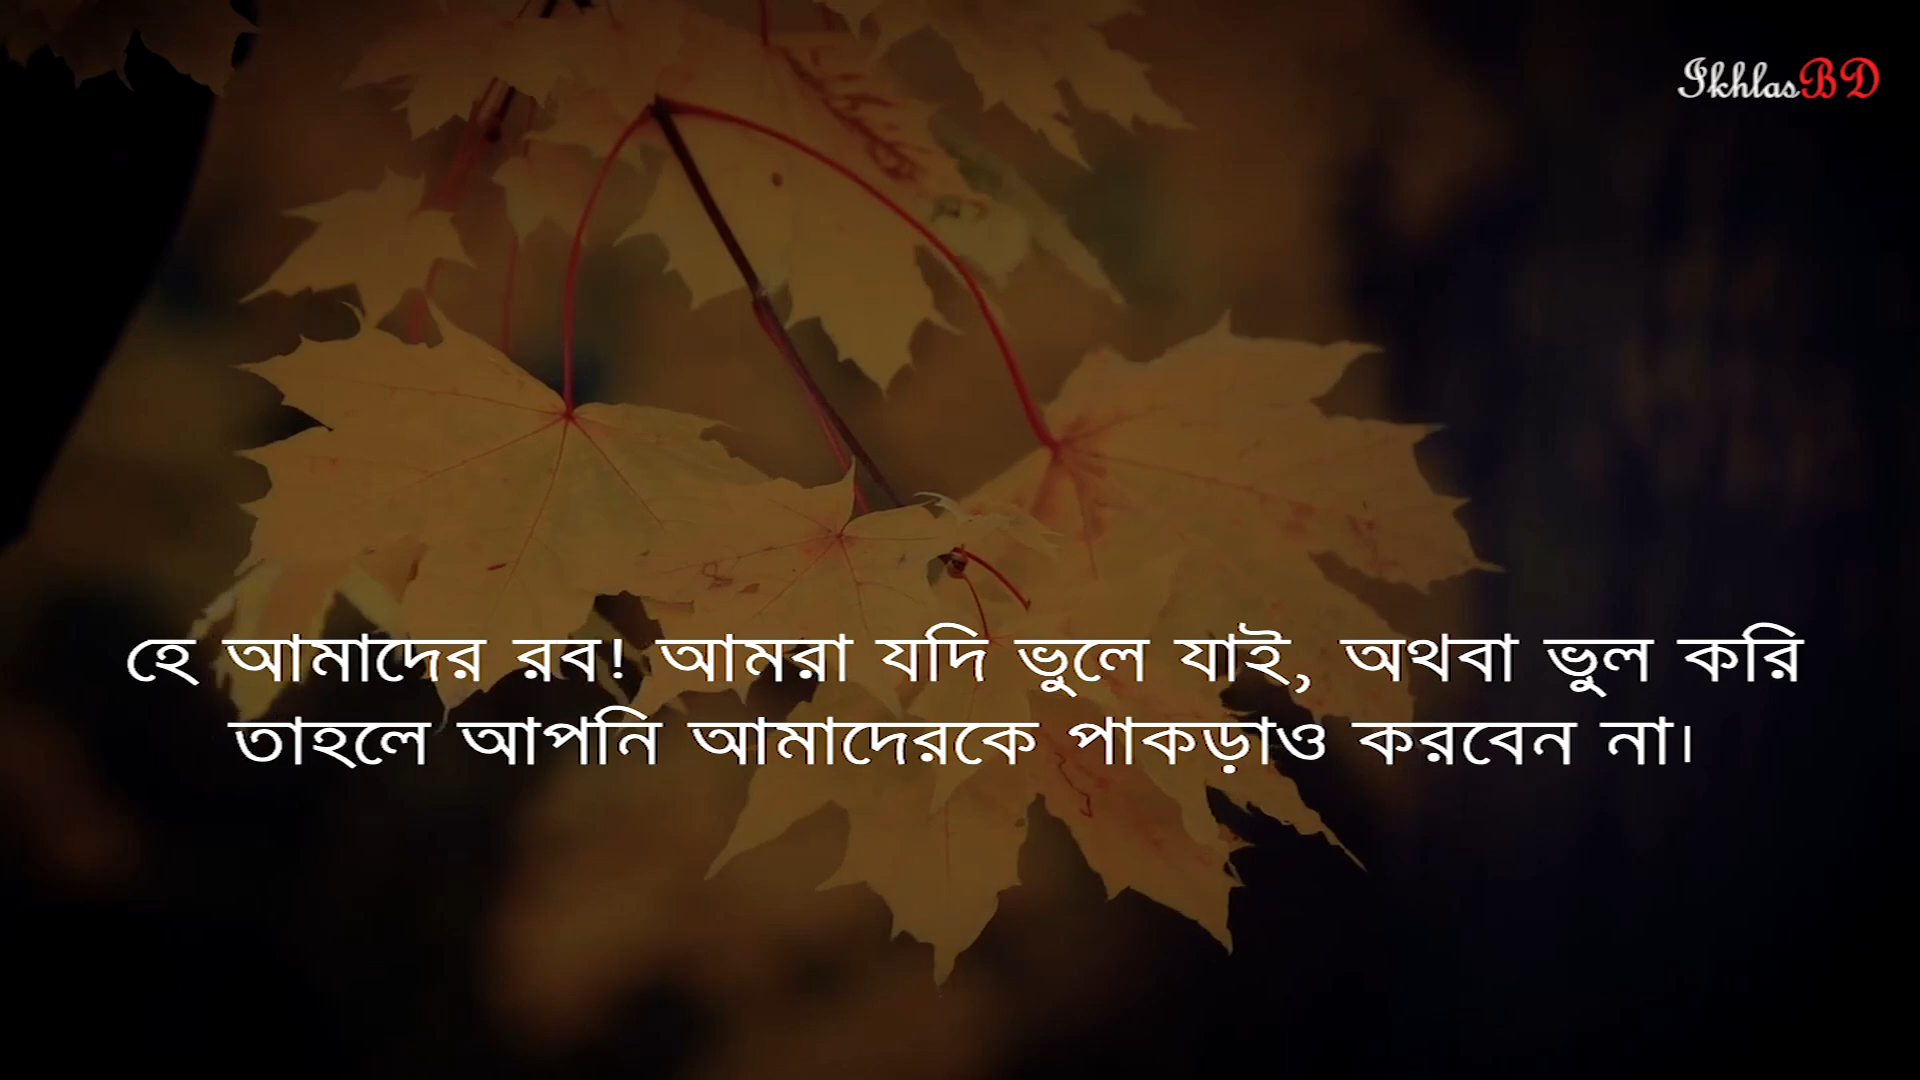 IkhlasBD
হে আমাদের রব! আমরা যদি ভুলে যাই, অথবা ভুল করি
তাহলে আপনি আমাদেরকে পাকড়াও করবেন না।